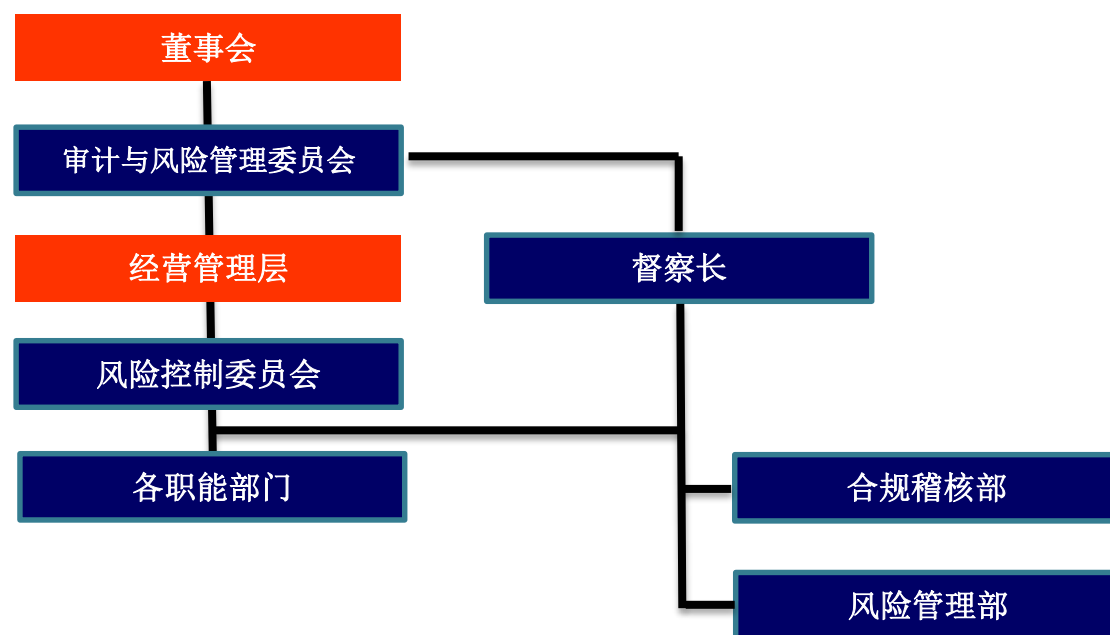 董事会
审计与风险管理委员会
经营管理层
督察长
风险控制委员会
各职能部门
合规稽核部
风险管理部